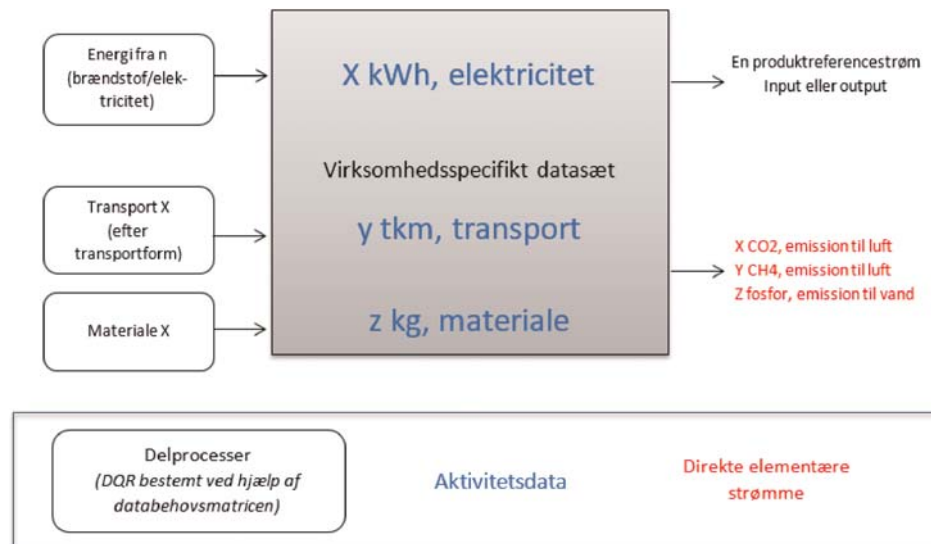 Energi fra n
(brændstof/elek-
tricitet)
X kWh, elektricitet
En produktreferencestrøm
Input eller output
Virksomhedsspecifikt datasæt
Transport X
(efter
transportform)
y tkm, transport
X CO2, emission til luft
Y CH4, emission til luft
Z fosfor, emission til vand
Materiale X
z kg, materiale
Delprocesser
(DQR bestemt ved hjælp af
databehovsmatricen)
Aktivitetsdata
Direkte elementære
strømme